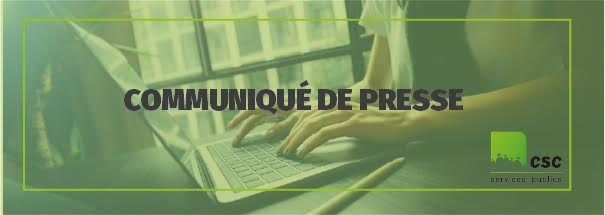 COMMUNIQUÉ DE PRESSE
csc
services publics